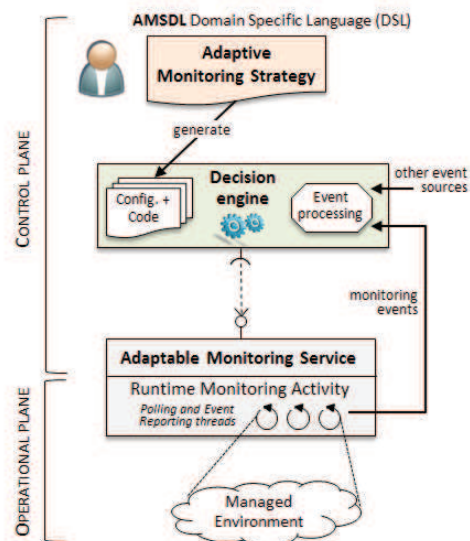 AMSDL Domain Specific Language (DSL)
Adaptive
Monitoring Strategy
generate
CONTROL PLANE
Config. +
Code
Decision
engine
Event
processing
other event
sources
monitoring
events
Adaptable Monitoring Service
Runtime Monitoring Activity
Polling and Event
Reporting threads
OPERATIONAL PLANE
Managed
Environment